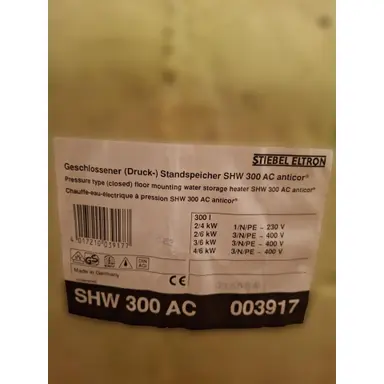 STIEBEL ELTRON
Geschlossener (Druck-) Standspeicher SHW 300 AC anticor®
Pressure type (closed) floor mounting water storage heater SHW 300 AC anticor®
Chauffe-eau-électrique à pression SHW 300 AC anticor®
300 l
2/4 kW 1/N/PE ~ 230 V
2/6 kW 3/N/PE ~ 400 V
3/6 kW 3/N/PE ~ 400 V
4/6 kW 3/N/PE ~ 400 V
4 017210 039177
Made in Germany
CE
SHW 300 AC 003917